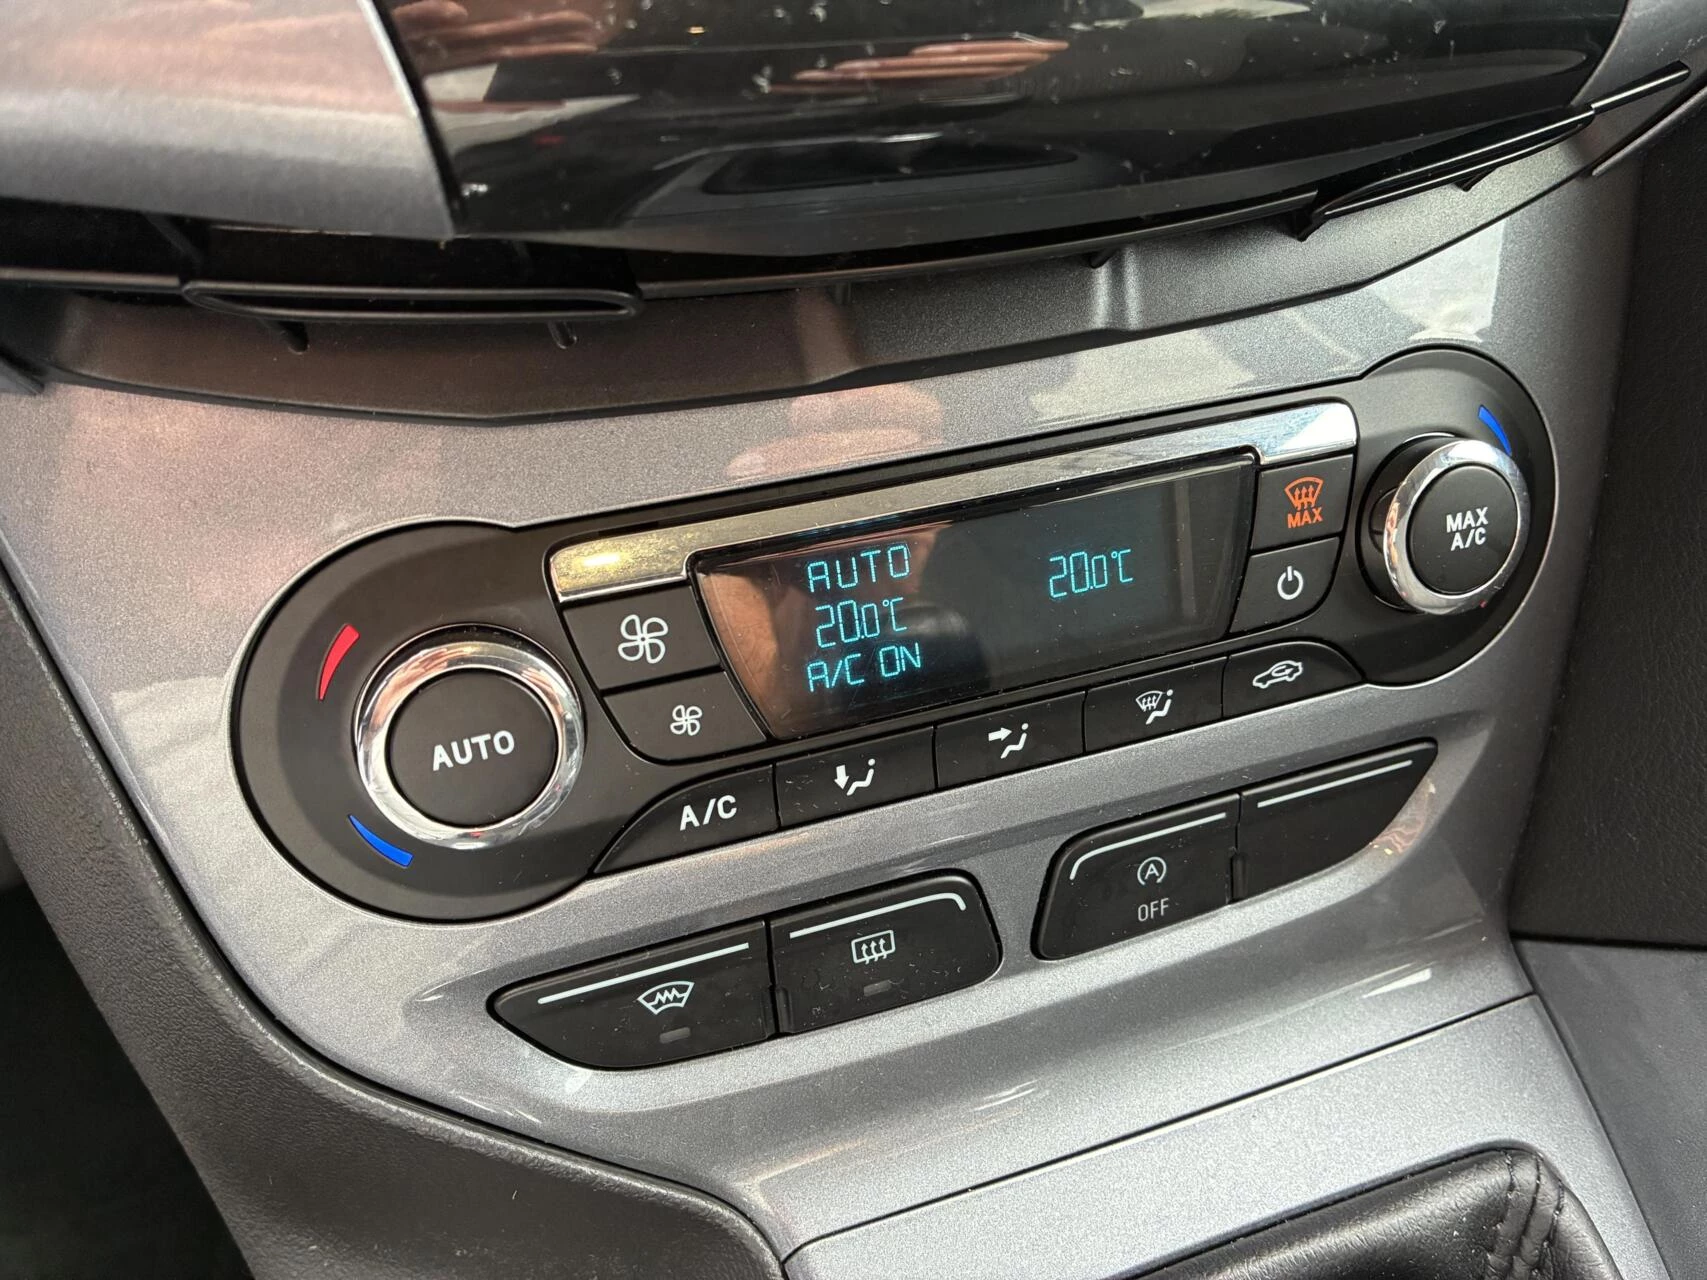 AUTO
20.0°C
20.0°C
A/C ON
MAX
MAX
A/C
AUTO
A/C
A
OFF